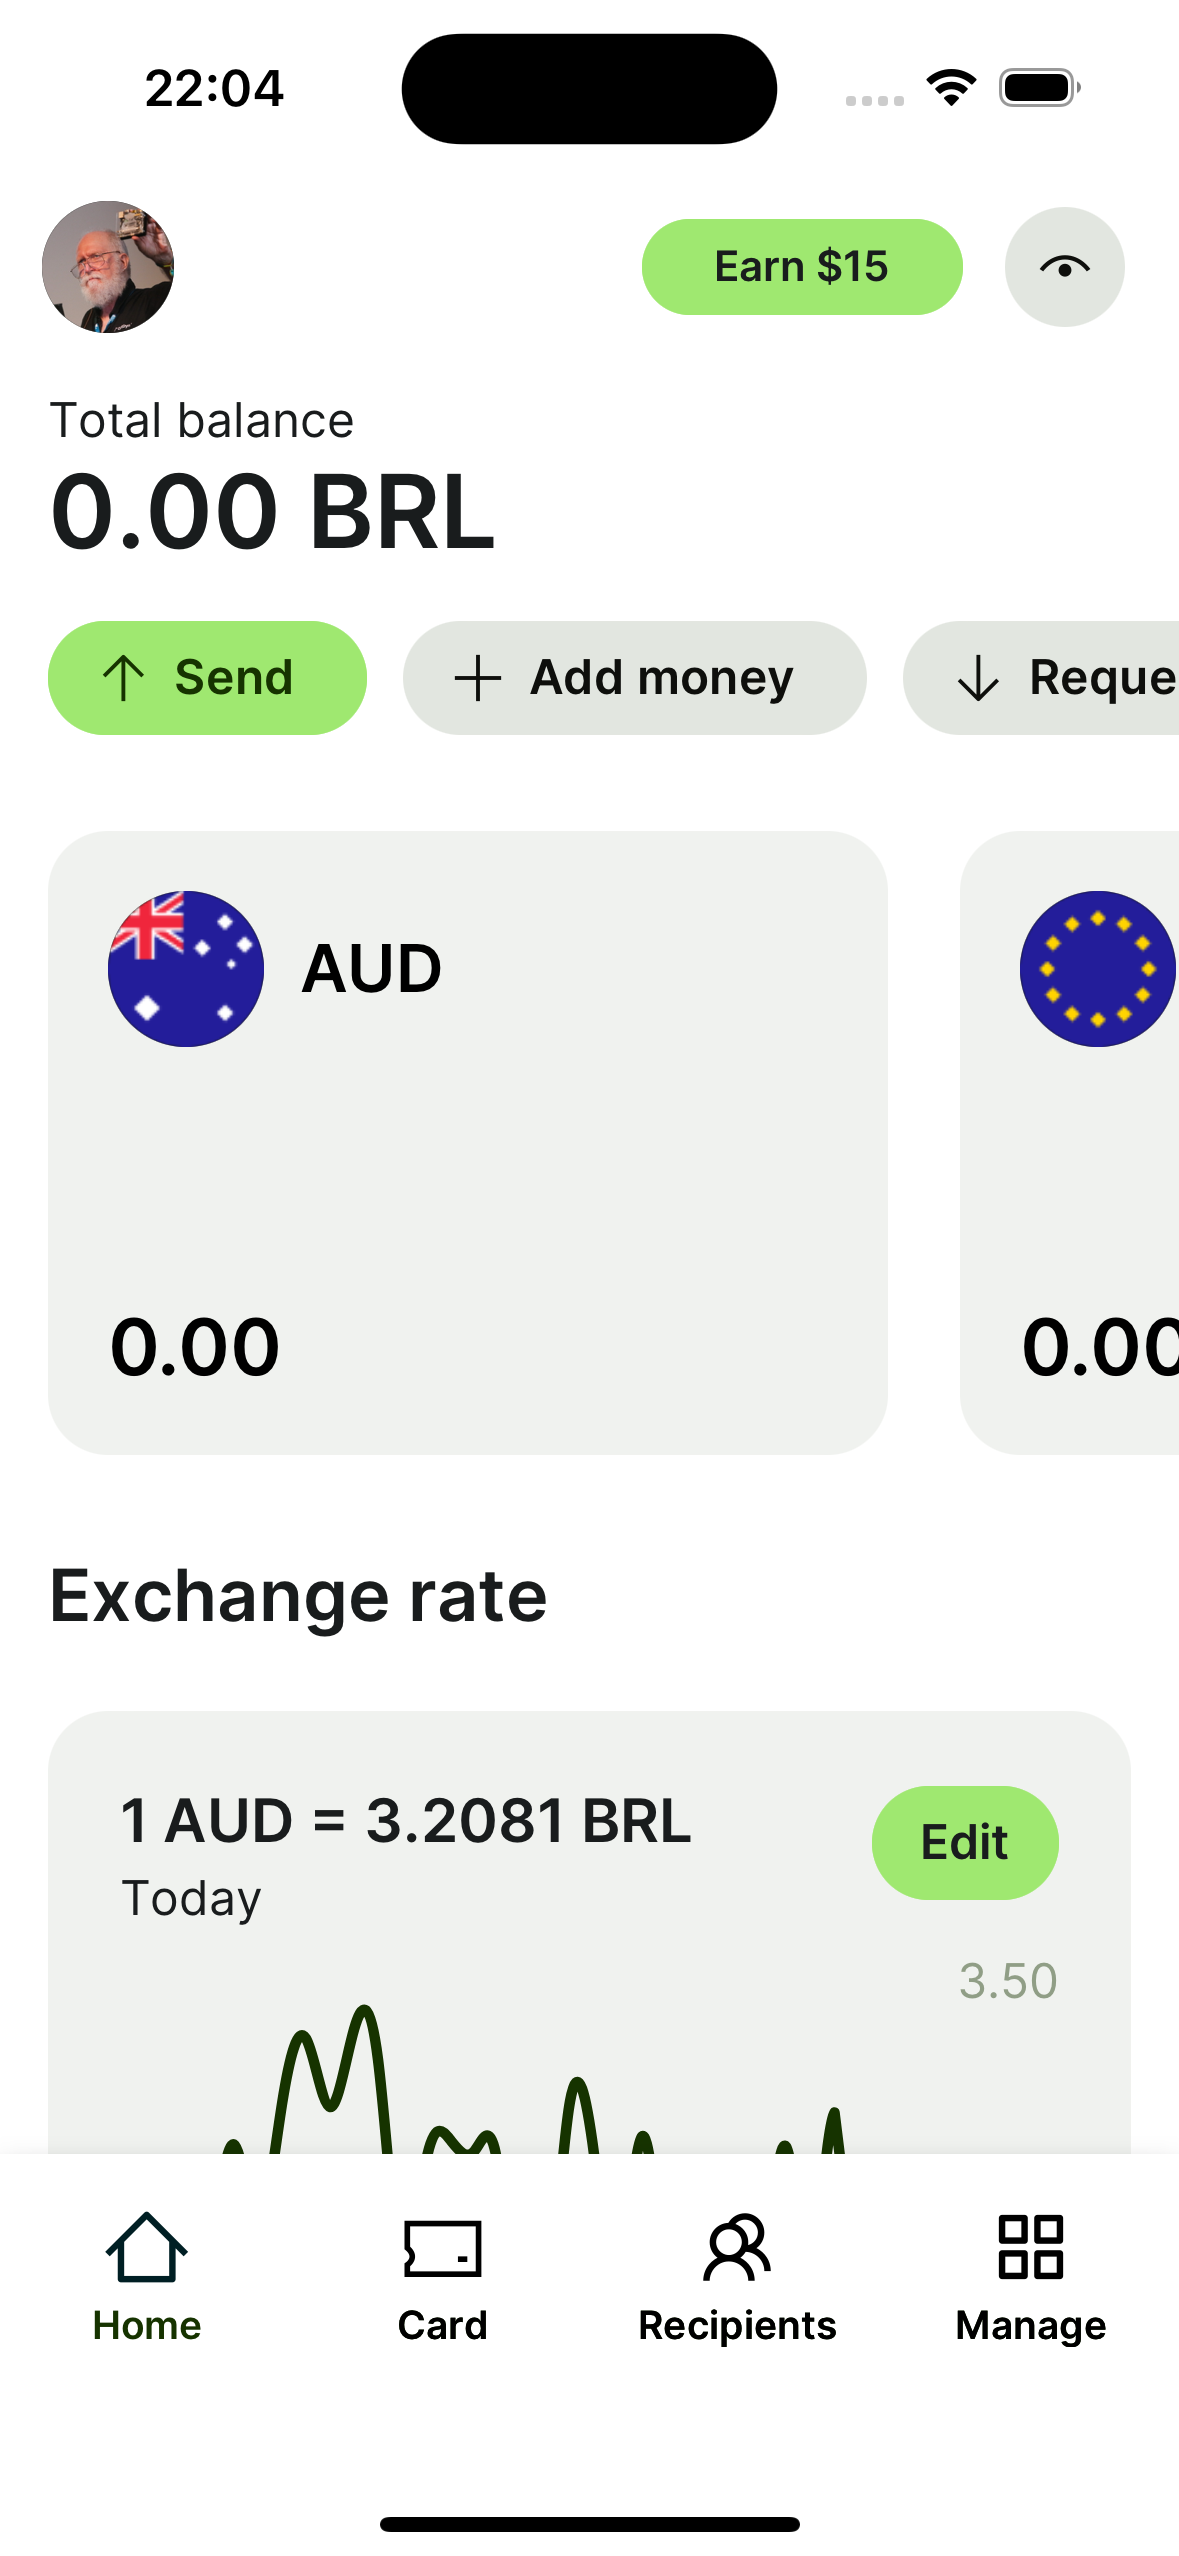 22:04
Earn $15
Total balance
0.00 BRL
Send
Add money
Reque
AUD
0.00
0.00
Exchange rate
1 AUD = 3.2081 BRL
Edit
Today
3.50
Home
Card
Recipients
Manage